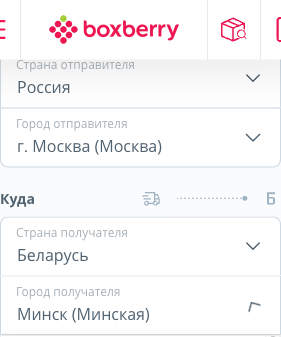 boxberry
Страна отправителя
Россия
Город отправителя
г. Москва (Москва)
Куда
Страна получателя
Беларусь
Город получателя
Минск (Минская)